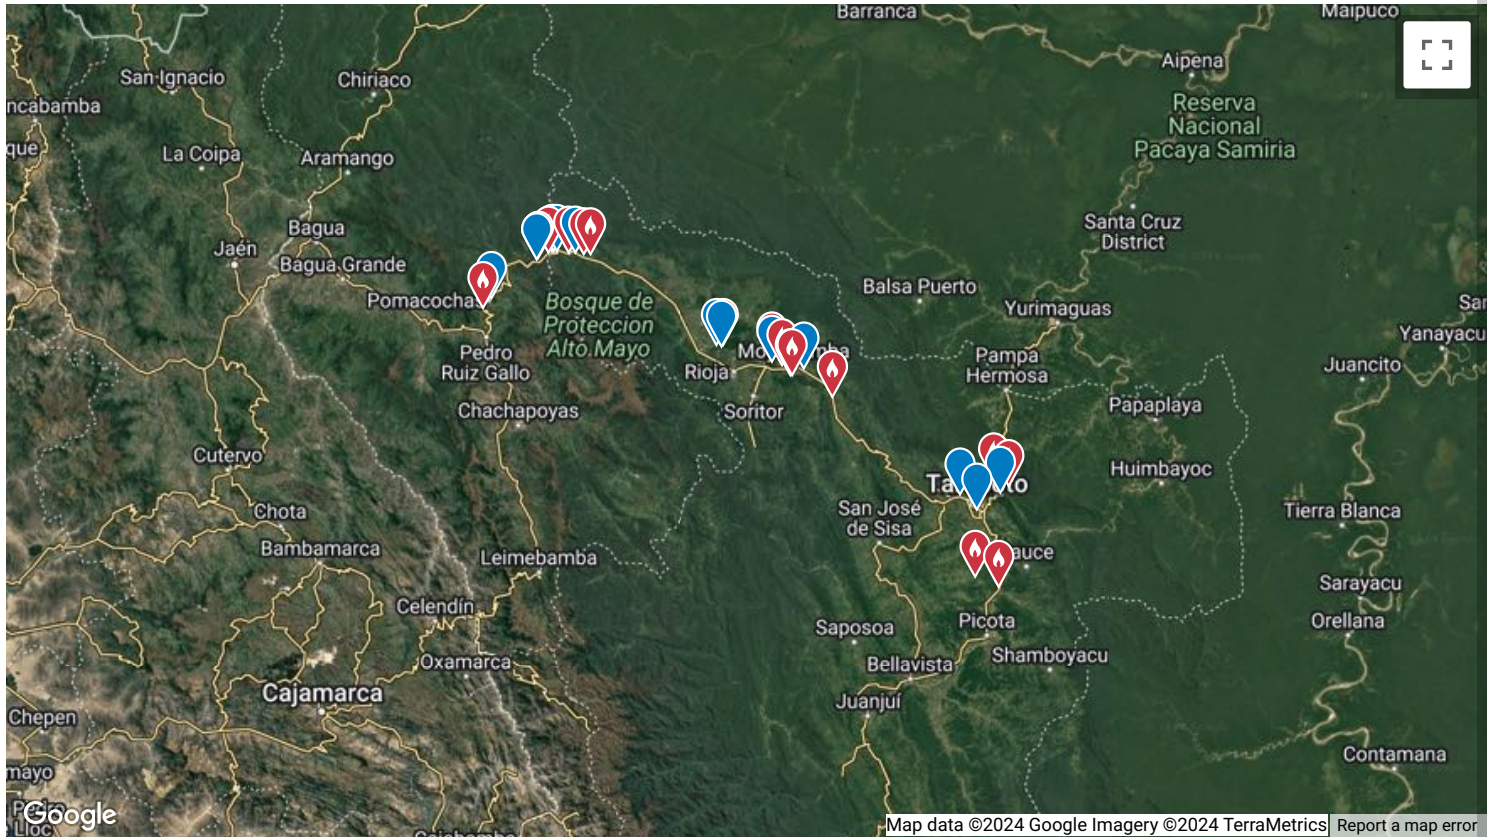 Barranca
Maipuco
San Ignacio
Chiriaco
Aipena
ncabamba
Reserva
Nacional
Pacaya Samiria
que
La Coipa
Aramango
Santa Cruz
District
Bagua
Jaén
Bagua Grande
Balsa Puerto
Pomacochas
Bosque de
Proteccion
Alto Mayo
Yurimaguas
Yanayacu
Pedro
Ruiz Gallo
Rioja
Pampa
Hermosa
Juancito
Chachapoyas
Soritor
Papaplaya
Cutervo
Huimbayoc
Chota
San José
de Sisa
Tierra Blanca
Bambamarca
Leimebamba
auce
Celendín
Sarayacu
Saposoa
Picota
Orellana
Oxamarca
Bellavista
Shamboyacu
Cajamarca
Juanjuí
Chepen
Contamana
mayo
Google
Map data ©2024 Google Imagery ©2024 TerraMetrics
Report a map error